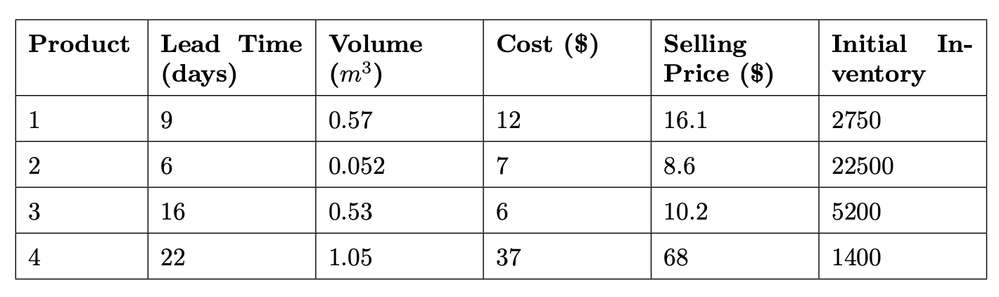 Product Lead Time (days) Volume (m³) Cost ($) Selling Price ($) Initial In-ventory
1 9 0.57 12 16.1 2750
2 6 0.052 7 8.6 22500
3 16 0.53 6 10.2 5200
4 22 1.05 37 68 1400